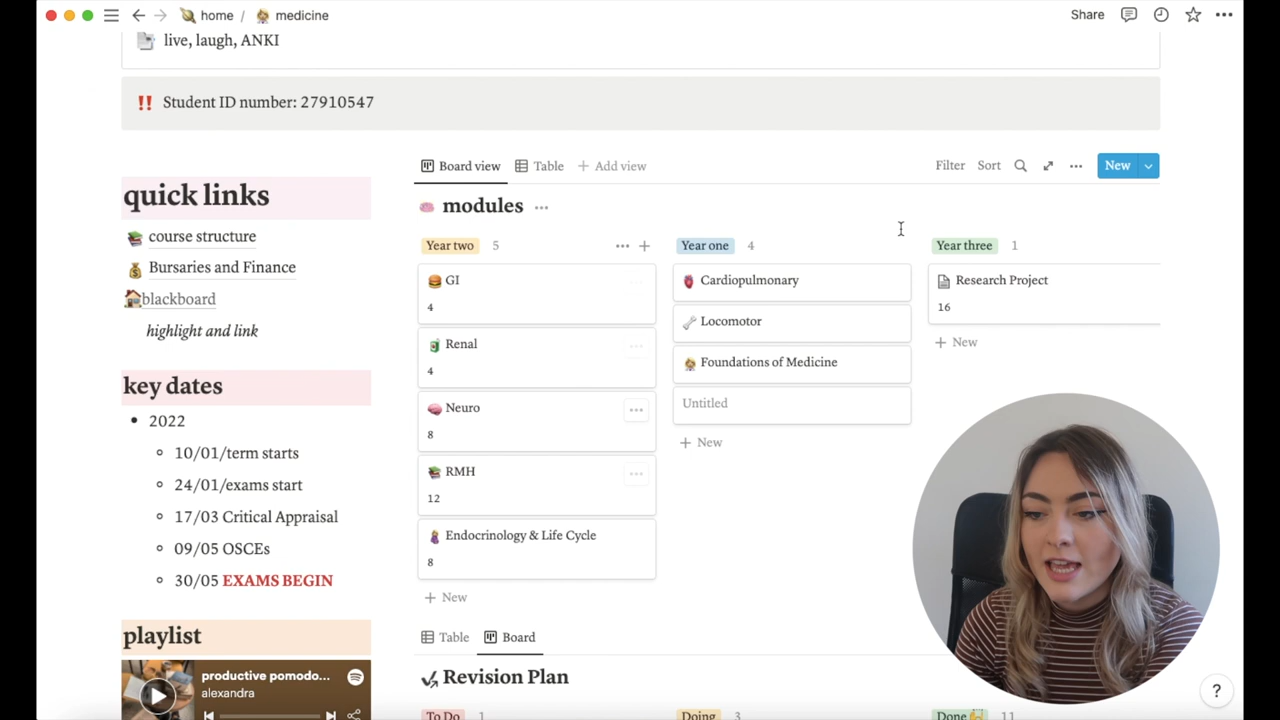 home / medicine
Share
live, laugh, ANKI
Student ID number: 27910547
Board view
Table
Add view
Filter
Sort
New
quick links
course structure
Bursaries and Finance
blackboard
highlight and link
key dates
2022
10/01/term starts
24/01/exams start
17/03 Critical Appraisal
09/05 OSCEs
30/05 EXAMS BEGIN
playlist
productive pomodo...
alexandra
modules
Year two 5
GI
4
Renal
4
Neuro
8
RMH
12
Endocrinology & Life Cycle
8
+ New
Year one 4
Cardiopulmonary
Locomotor
Foundations of Medicine
Untitled
+ New
Year three 1
Research Project
16
+ New
Table
Board
Revision Plan
To Do 1
Doing 3
Done 11
?